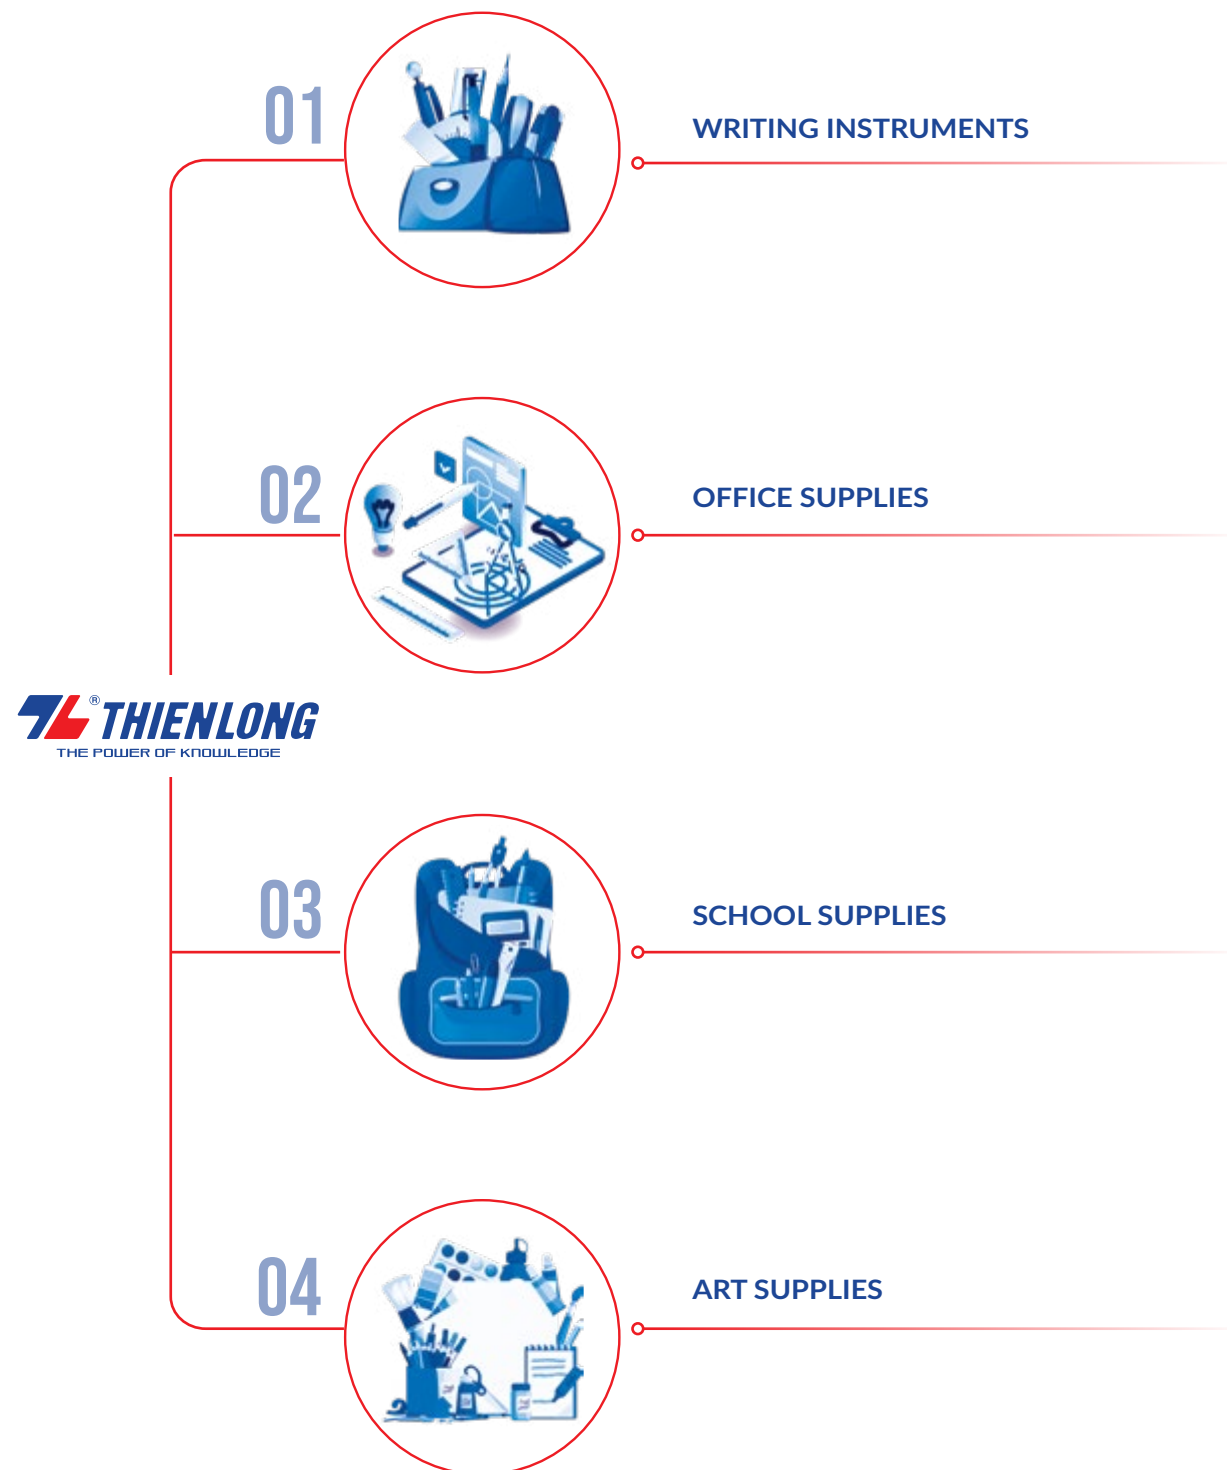 01
WRITING INSTRUMENTS
02
OFFICE SUPPLIES
® THIENLONG
THE POWER OF KNOWLEDGE
03
SCHOOL SUPPLIES
04
ART SUPPLIES